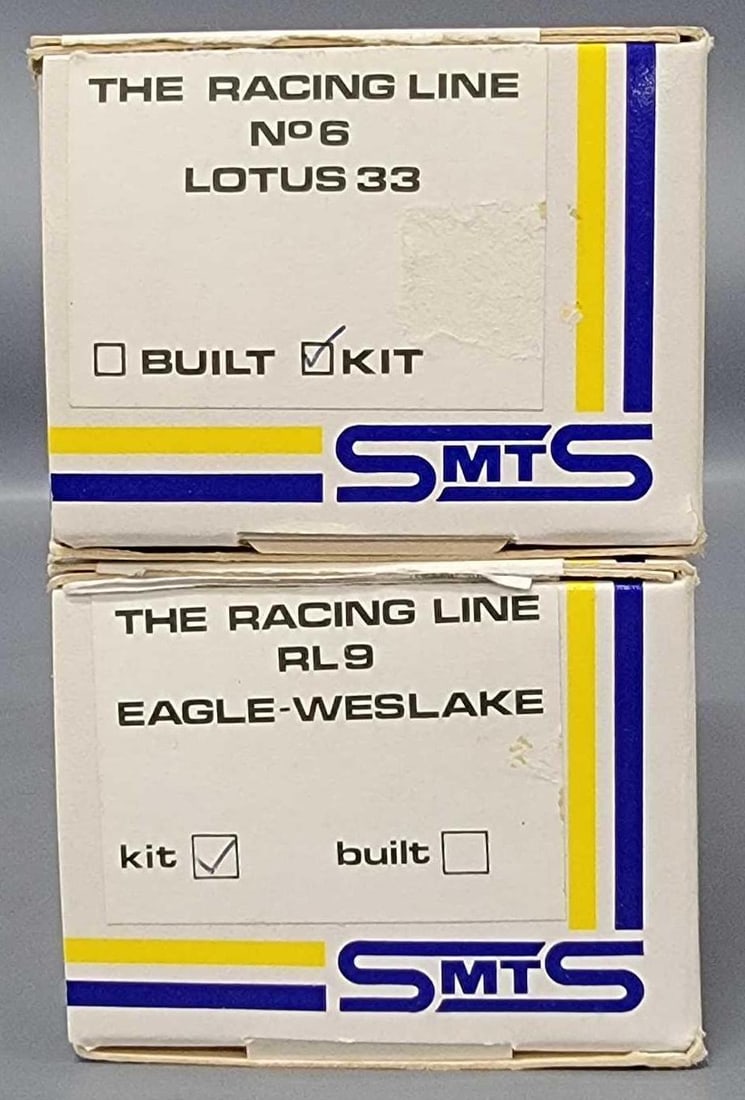 THE RACING LINE
Nº6
LOTUS 33
BUILT KIT
SMTS
THE RACING LINE
RL9
EAGLE-WESLAKE
kit built
SMTS